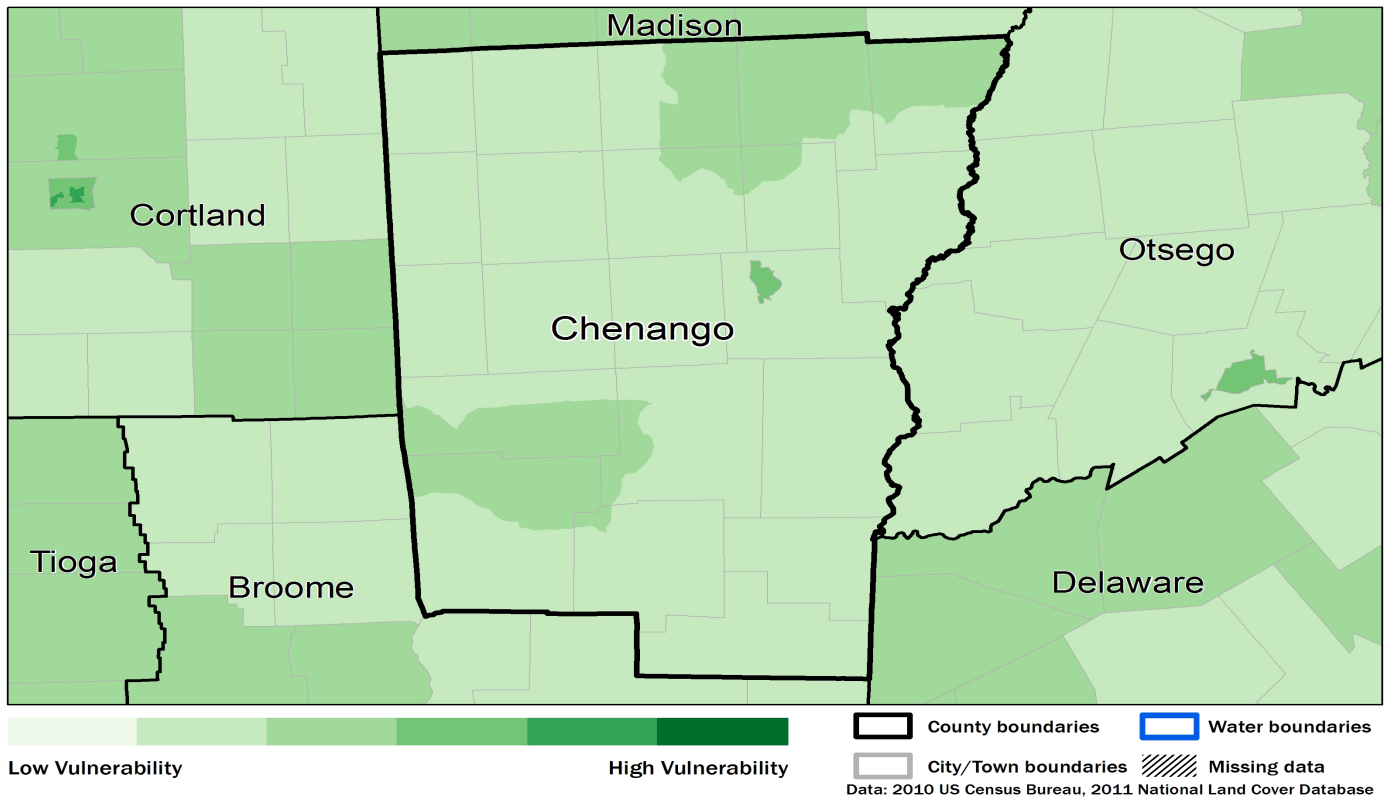 Madison
Cortland
Otsego
Chenango
Tioga
Broome
Delaware
County boundaries
Water boundaries
Low Vulnerability
High Vulnerability
City/Town boundaries
Missing data
Data: 2010 US Census Bureau, 2011 National Land Cover Database